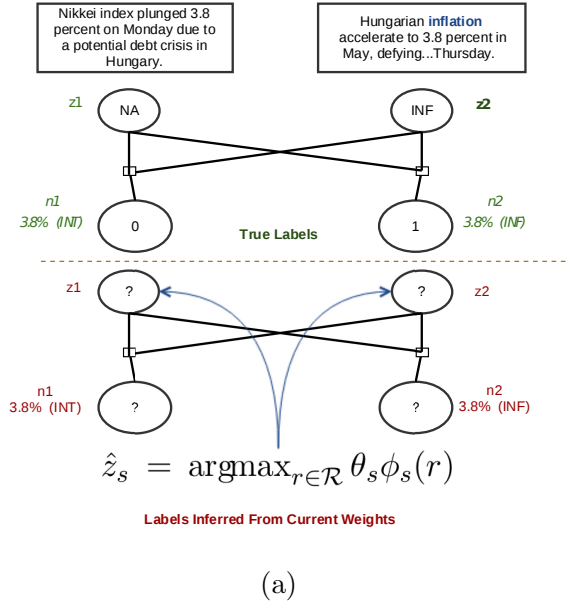 Nikkei index plunged 3.8
percent on Monday due to
a potential debt crisis in
Hungary.
Hungarian inflation
accelerate to 3.8 percent in
May, defying...Thursday.
z1
NA
INF
z2
n1
3.8% (INT)
0
1
n2
3.8% (INF)
True Labels
z1
?
?
z2
n1
3.8% (INT)
?
?
n2
3.8% (INF)
ẑ_s = argmax_{r∈ℛ} θ_s ϕ_s(r)
Labels Inferred From Current Weights
(a)